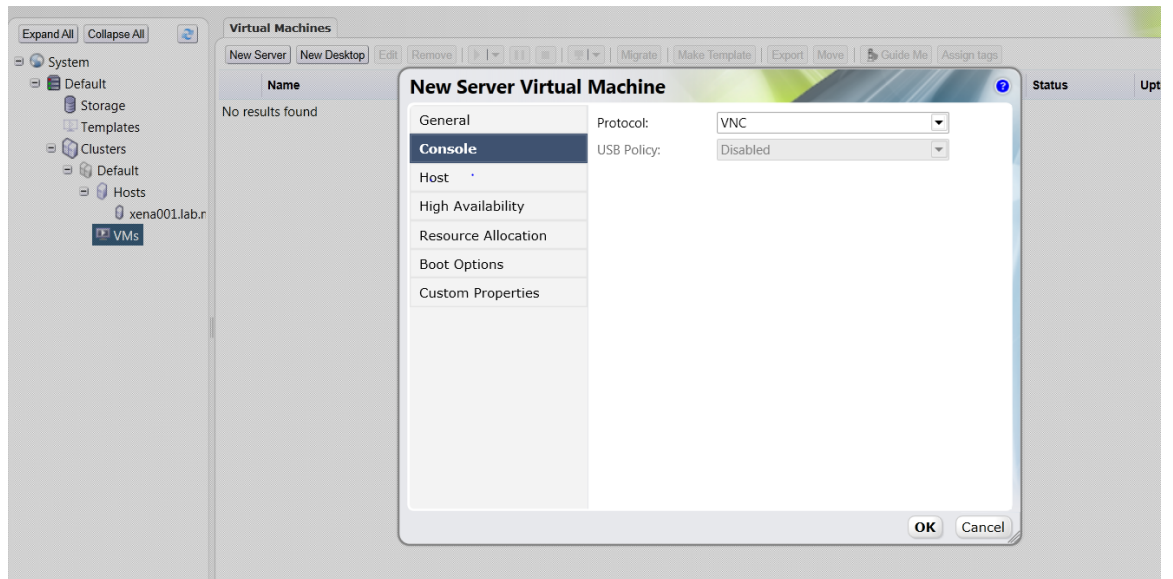 Expand All Collapse All
System
Default
Storage
Templates
Clusters
Default
Hosts
xena001.lab.r
VMs
Virtual Machines
New Server New Desktop Edit Remove Migrate Make Template Export Move Guide Me Assign tags
Name Status Upt
No results found
New Server Virtual Machine ?
General
Console
Host
High Availability
Resource Allocation
Boot Options
Custom Properties
Protocol: VNC
USB Policy: Disabled
OK Cancel